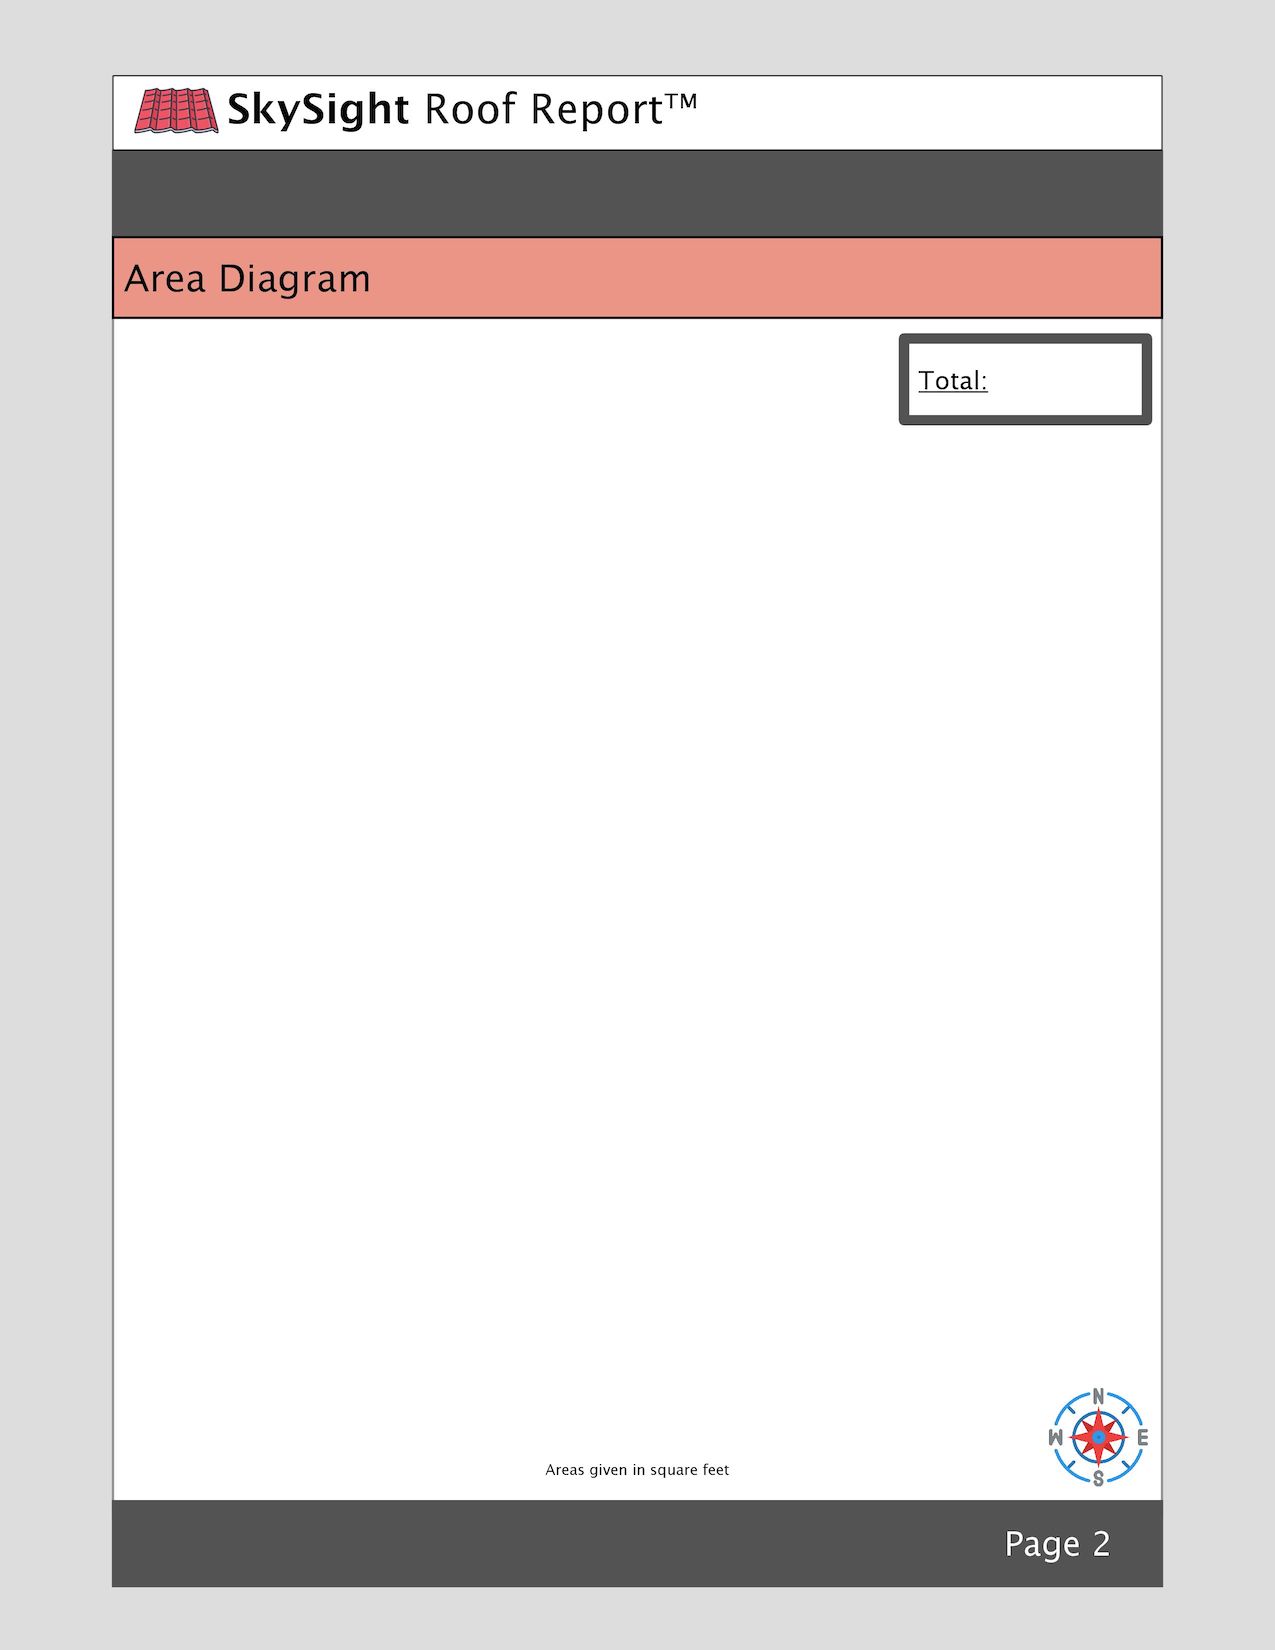 SkySight Roof Report™
Area Diagram
Total:
N
W E
S
Areas given in square feet
Page 2